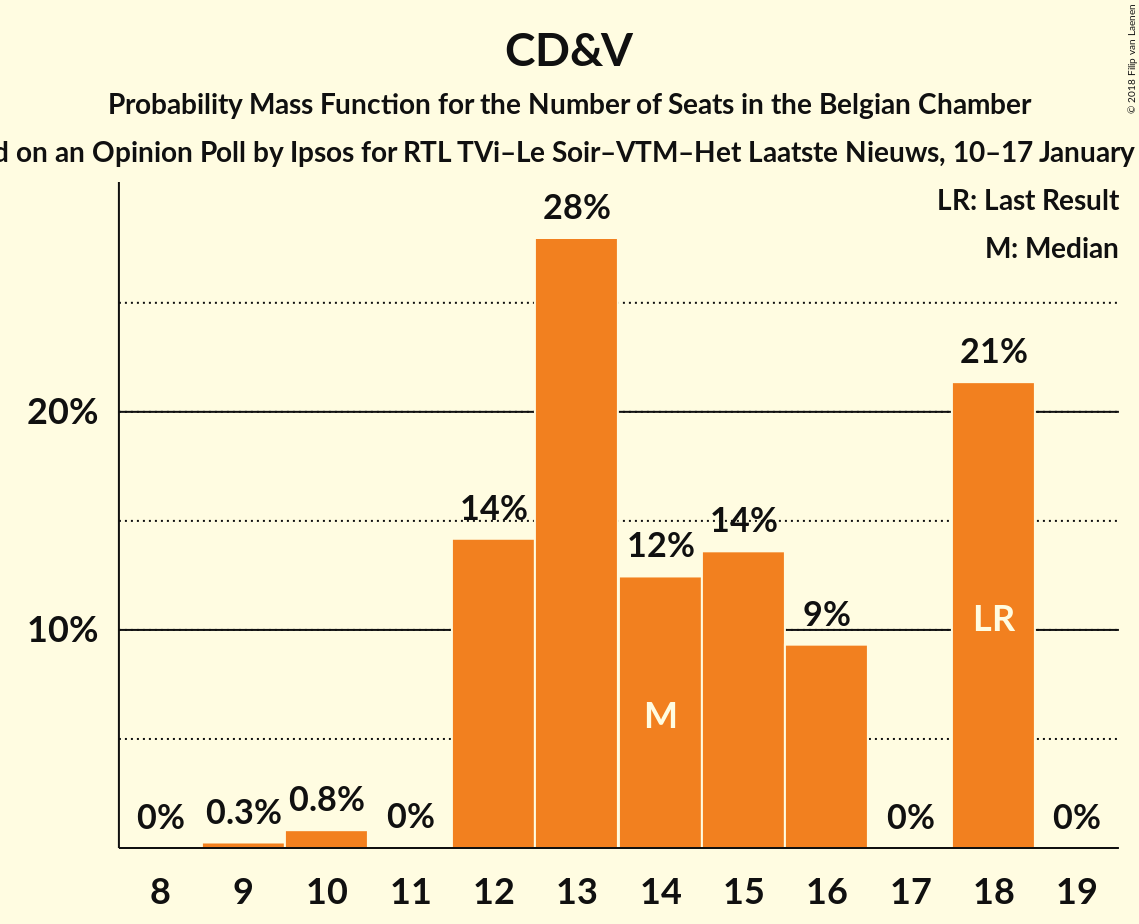 CD&V
Probability Mass Function for the Number of Seats in the Belgian Chamber
on an Opinion Poll by Ipsos for RTL TVi–Le Soir–VTM–Het Laatste Nieuws, 10–17 January
© 2018 Filip van Laenen
LR: Last Result
M: Median
28%
21%
20%
14%
14%
12%
10%
9%
LR
M
0%
0.3%
0.8%
0%
0%
0%
8 9 10 11 12 13 14 15 16 17 18 19